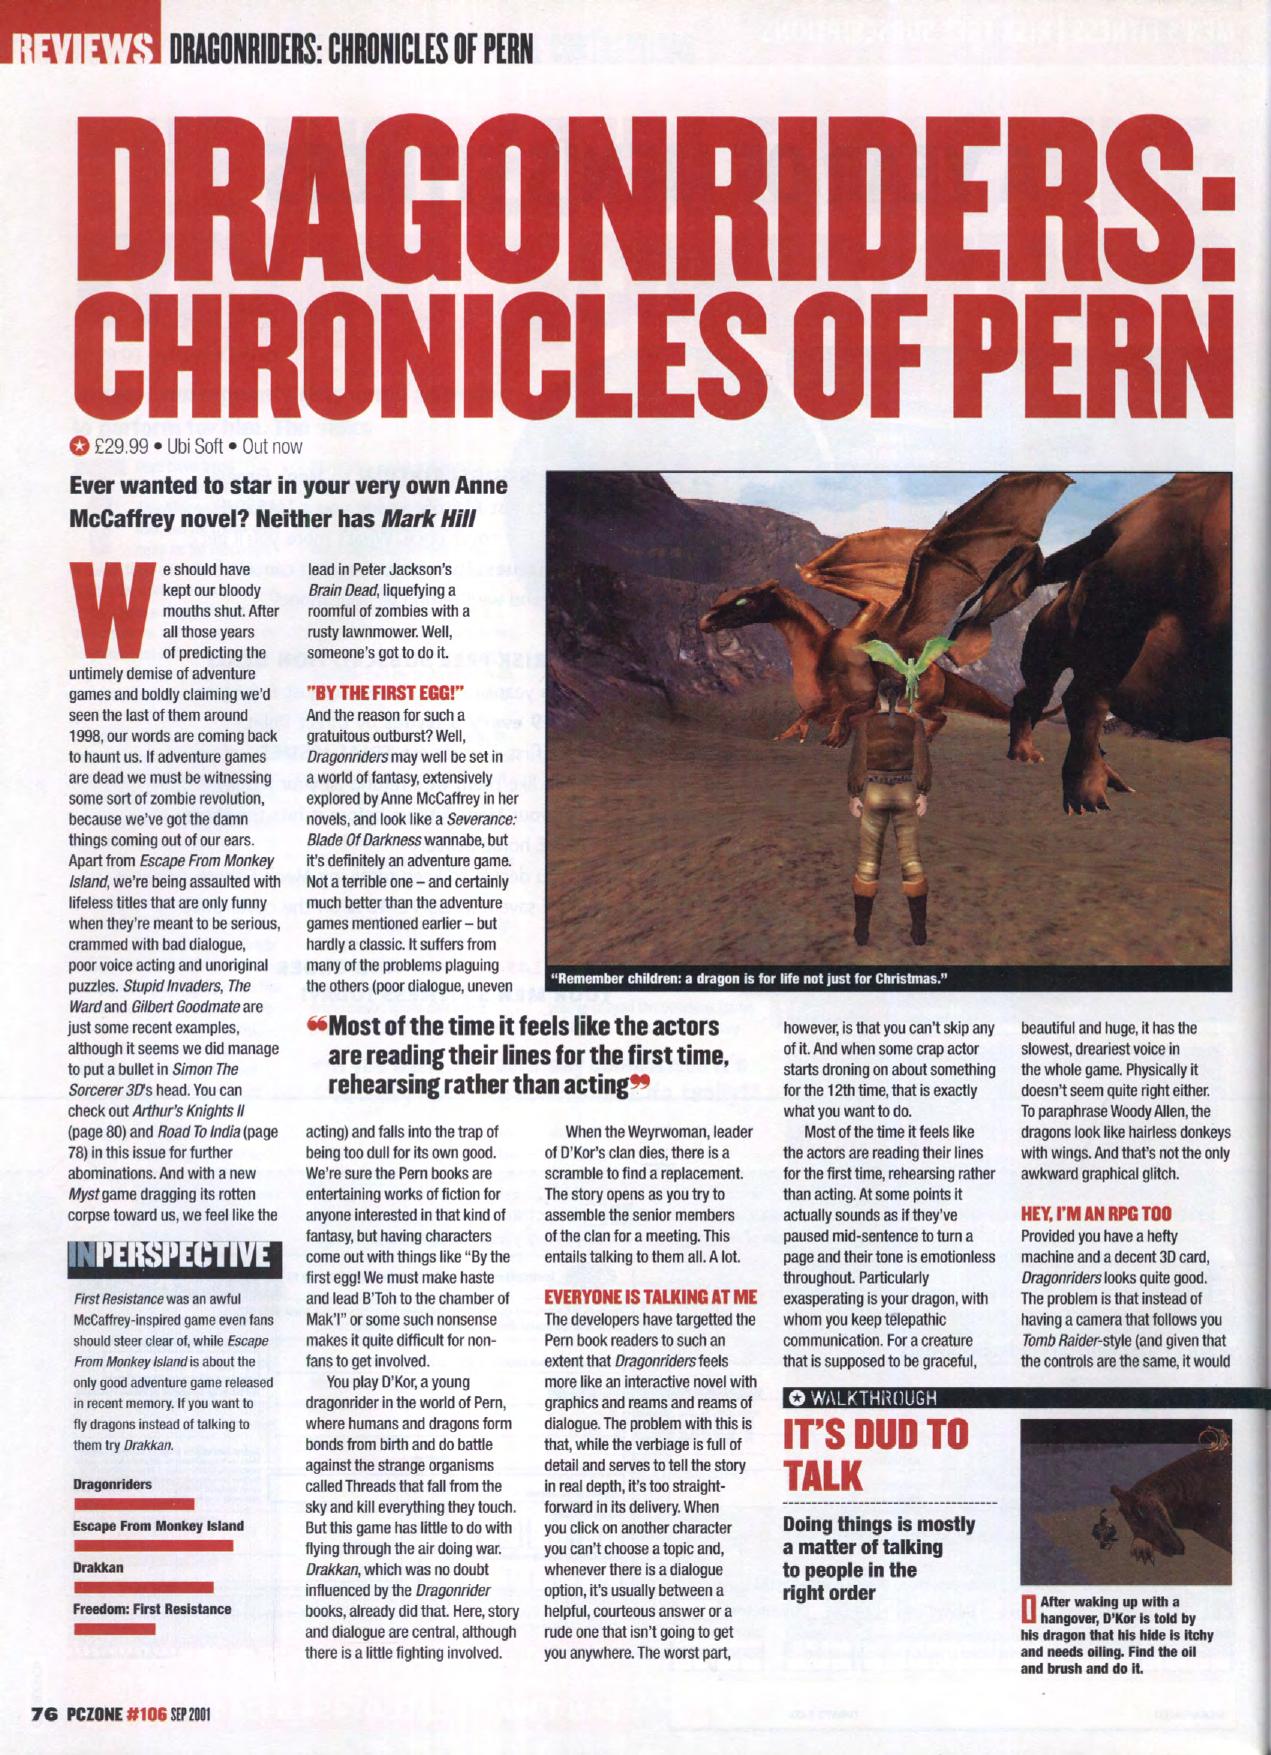 REVIEWS DRAGONRIDERS: CHRONICLES OF PERN
DRAGONRIDERS:
CHRONICLES OF PERN
£29.99 • Ubi Soft • Out now
Ever wanted to star in your very own Anne
McCaffrey novel? Neither has Mark Hill
We should have
kept our bloody
mouths shut. After
all those years
of predicting the
untimely demise of adventure
games and boldly claiming we'd
seen the last of them around
1998, our words are coming back
to haunt us. If adventure games
are dead we must be witnessing
some sort of zombie revolution,
because we've got the damn
things coming out of our ears.
Apart from Escape From Monkey
Island, we're being assaulted with
lifeless titles that are only funny
when they're meant to be serious,
crammed with bad dialogue,
poor voice acting and unoriginal
puzzles. Stupid Invaders, The
Ward and Gilbert Goodmate are
just some recent examples,
although it seems we did manage
to put a bullet in Simon The
Sorcerer 3D's head. You can
check out Arthur's Knights II
(page 80) and Road To India (page
78) in this issue for further
abominations. And with a new
Myst game dragging its rotten
corpse toward us, we feel like the
lead in Peter Jackson's
Brain Dead, liquefying a
roomful of zombies with a
rusty lawnmower. Well,
someone's got to do it.
"BY THE FIRST EGG!"
And the reason for such a
gratuitous outburst? Well,
Dragonriders may well be set in
a world of fantasy, extensively
explored by Anne McCaffrey in her
novels, and look like a Severance:
Blade Of Darkness wannabe, but
it's definitely an adventure game.
Not a terrible one – and certainly
much better than the adventure
games mentioned earlier – but
hardly a classic. It suffers from
many of the problems plaguing
the others (poor dialogue, uneven
"Remember children: a dragon is for life not just for Christmas."
“Most of the time it feels like the actors
are reading their lines for the first time,
rehearsing rather than acting”
acting) and falls into the trap of
being too dull for its own good.
We're sure the Pern books are
entertaining works of fiction for
anyone interested in that kind of
fantasy, but having characters
come out with things like "By the
first egg! We must make haste
and lead B'Toh to the chamber of
Mak'l" or some such nonsense
makes it quite difficult for non-
fans to get involved.
You play D'Kor, a young
dragonrider in the world of Pern,
where humans and dragons form
bonds from birth and do battle
against the strange organisms
called Threads that fall from the
sky and kill everything they touch.
But this game has little to do with
flying through the air doing war.
Drakkan, which was no doubt
influenced by the Dragonrider
books, already did that. Here, story
and dialogue are central, although
there is a little fighting involved.
When the Weyrwoman, leader
of D'Kor's clan dies, there is a
scramble to find a replacement.
The story opens as you try to
assemble the senior members
of the clan for a meeting. This
entails talking to them all. A lot.
EVERYONE IS TALKING AT ME
The developers have targetted the
Pern book readers to such an
extent that Dragonriders feels
more like an interactive novel with
graphics and reams and reams of
dialogue. The problem with this is
that, while the verbiage is full of
detail and serves to tell the story
in real depth, it's too straight-
forward in its delivery. When
you click on another character
you can't choose a topic and,
whenever there is a dialogue
option, it's usually between a
helpful, courteous answer or a
rude one that isn't going to get
you anywhere. The worst part,
however, is that you can't skip any
of it. And when some crap actor
starts droning on about something
for the 12th time, that is exactly
what you want to do.
Most of the time it feels like
the actors are reading their lines
for the first time, rehearsing rather
than acting. At some points it
actually sounds as if they've
paused mid-sentence to turn a
page and their tone is emotionless
throughout. Particularly
exasperating is your dragon, with
whom you keep telepathic
communication. For a creature
that is supposed to be graceful,
beautiful and huge, it has the
slowest, dreariest voice in
the whole game. Physically it
doesn't seem quite right either.
To paraphrase Woody Allen, the
dragons look like hairless donkeys
with wings. And that's not the only
awkward graphical glitch.
HEY, I'M AN RPG TOO
Provided you have a hefty
machine and a decent 3D card,
Dragonriders looks quite good.
The problem is that instead of
having a camera that follows you
Tomb Raider-style (and given that
the controls are the same, it would
INPERSPECTIVE
First Resistance was an awful
McCaffrey-inspired game even fans
should steer clear of, while Escape
From Monkey Island is about the
only good adventure game released
in recent memory. If you want to
fly dragons instead of talking to
them try Drakkan.
Dragonriders
Escape From Monkey Island
Drakkan
Freedom: First Resistance
WALKTHROUGH
IT'S DUD TO
TALK
Doing things is mostly
a matter of talking
to people in the
right order
After waking up with a
hangover, D'Kor is told by
his dragon that his hide is itchy
and needs oiling. Find the oil
and brush and do it.
76 PCZONE #106 SEP 2001